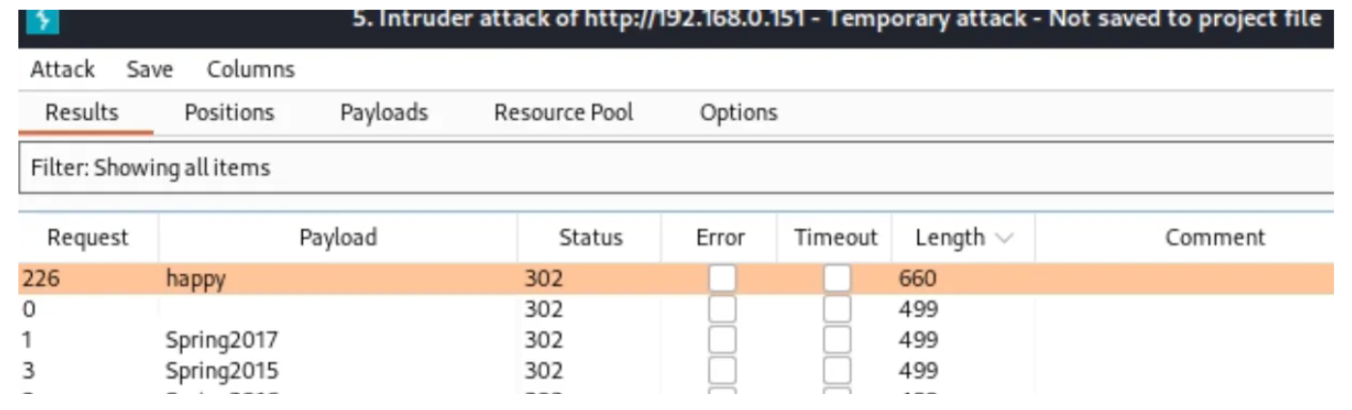 5. Intruder attack of http://192.168.0.151 - Temporary attack - Not saved to project file
Attack Save Columns
Results Positions Payloads Resource Pool Options
Filter: Showing all items
Request Payload Status Error Timeout Length Comment
226 happy 302 660
0 302 499
1 Spring2017 302 499
3 Spring2015 302 499